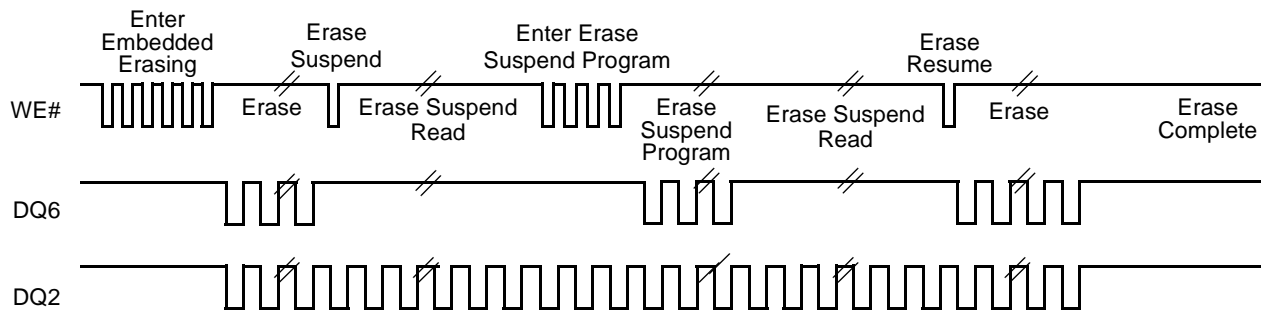 Enter
Embedded
Erasing
Erase
Suspend
Enter Erase
Suspend Program
Erase
Resume
WE#
Erase
Erase Suspend
Read
Erase
Suspend
Program
Erase Suspend
Read
Erase
Erase
Complete
DQ6
DQ2